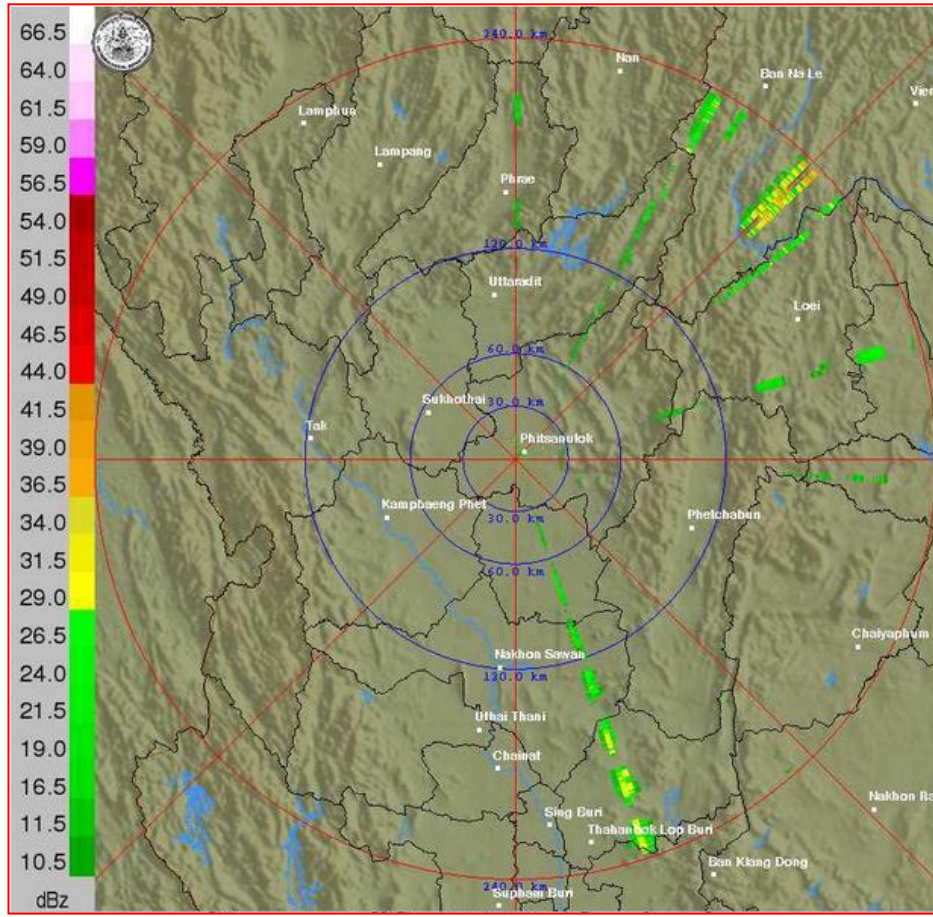 66.5
64.0
61.5
59.0
56.5
54.0
51.5
49.0
46.5
44.0
41.5
39.0
36.5
34.0
31.5
29.0
26.5
24.0
21.5
19.0
16.5
11.5
10.5
dBz
240.0 km
Nan
Ban Na Le
Vien
Lamphun
Lampang
Phrae
120.0 km
Uttaradit
Loei
60.0 km
30.0 km
Sukhothai
Tak
Phitsanulok
Kamphaeng Phet
30.0 km
Phetchabun
60.0 km
Chaiyaphum
Nakhon Sawan
120.0 km
Uthai Thani
Chainat
Nakhon Ra
Sing Buri
Thahanbok Lop Buri
Ban Klang Dong
240.0 km
Supham Buri